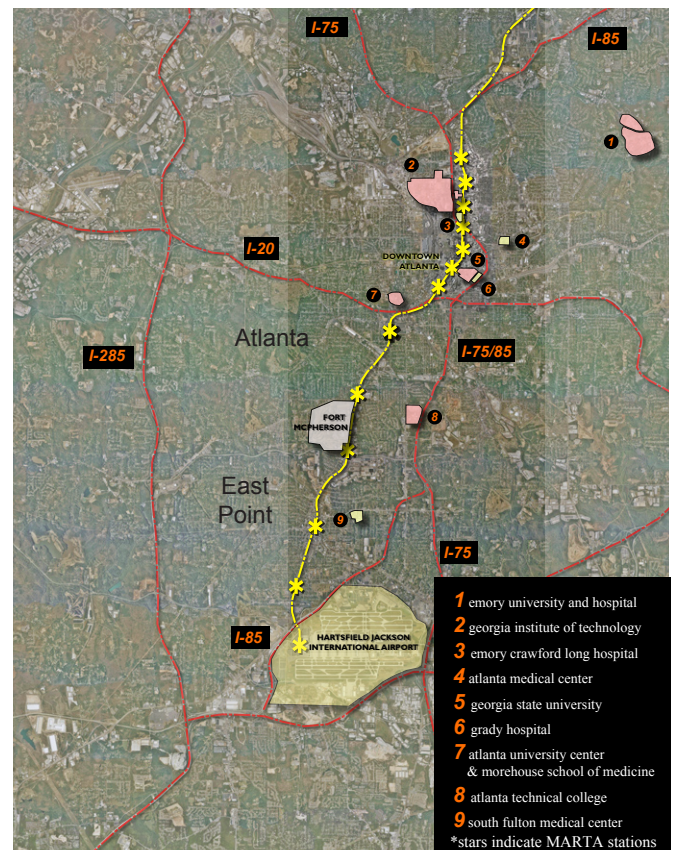 I-75
I-85
1
2
3
4
DOWNTOWN
ATLANTA
5
I-20
6
7
Atlanta
I-75/85
I-285
FORT
MCPHERSON
8
East
Point
9
I-75
I-85
HARTSFIELD JACKSON
INTERNATIONAL AIRPORT
1 emory university and hospital
2 georgia institute of technology
3 emory crawford long hospital
4 atlanta medical center
5 georgia state university
6 grady hospital
7 atlanta university center
& morehouse school of medicine
8 atlanta technical college
9 south fulton medical center
*stars indicate MARTA stations